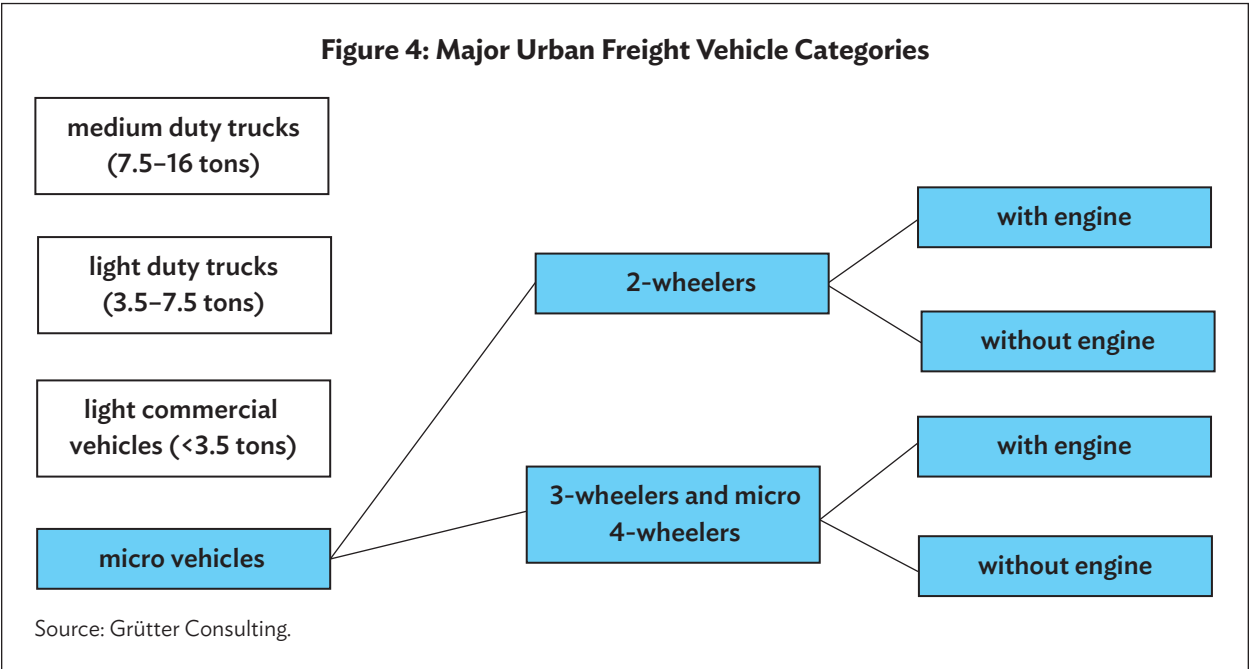 Figure 4: Major Urban Freight Vehicle Categories
medium duty trucks
(7.5–16 tons)
light duty trucks
(3.5–7.5 tons)
light commercial
vehicles (<3.5 tons)
micro vehicles
2-wheelers
3-wheelers and micro
4-wheelers
with engine
without engine
with engine
without engine
Source: Grütter Consulting.